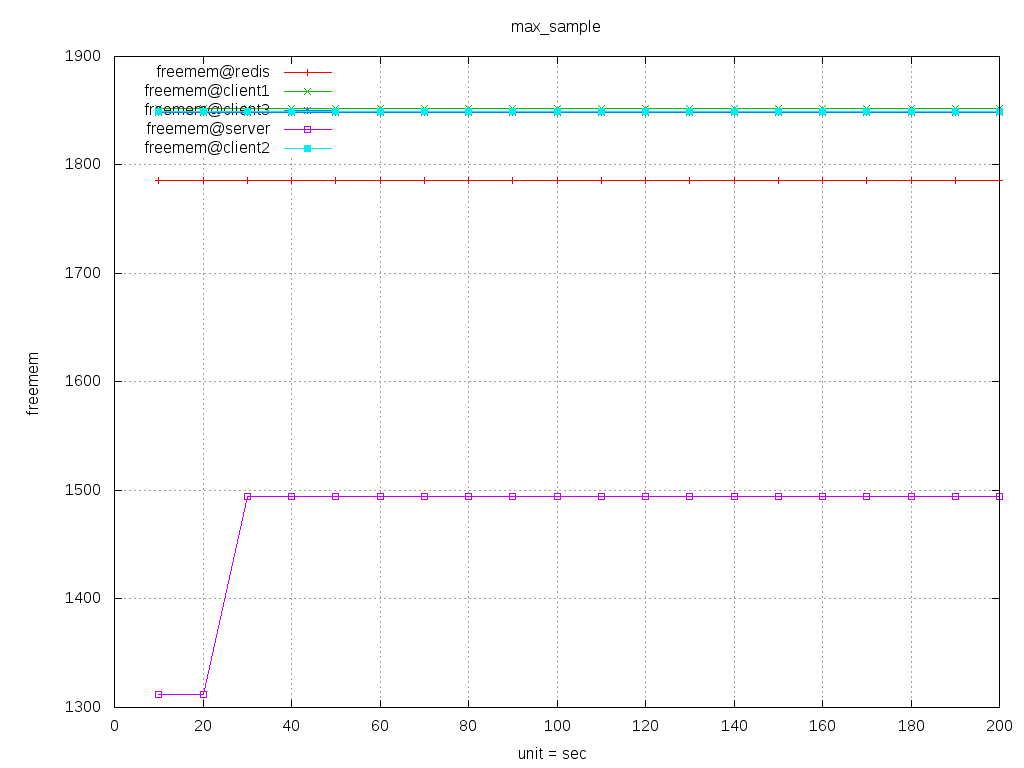 max_sample
1900
1800
1700
1600
1500
1400
1300
freemem
freemem@redis
freemem@client1
freemem@client3
freemem@server
freemem@client2
0 20 40 60 80 100 120 140 160 180 200
unit = sec